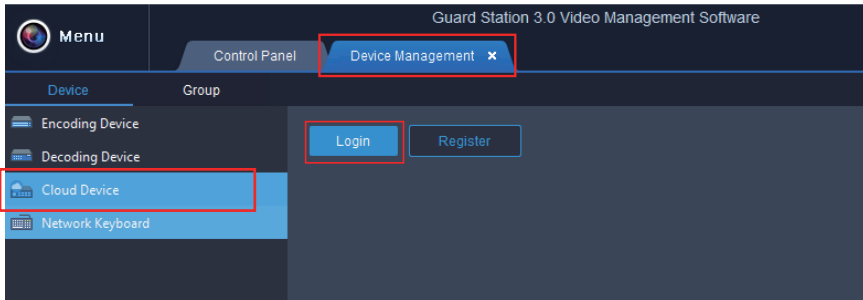 Guard Station 3.0 Video Management Software
Menu
Control Panel
Device Management ×
Device
Group
Encoding Device
Decoding Device
Cloud Device
Network Keyboard
Login
Register